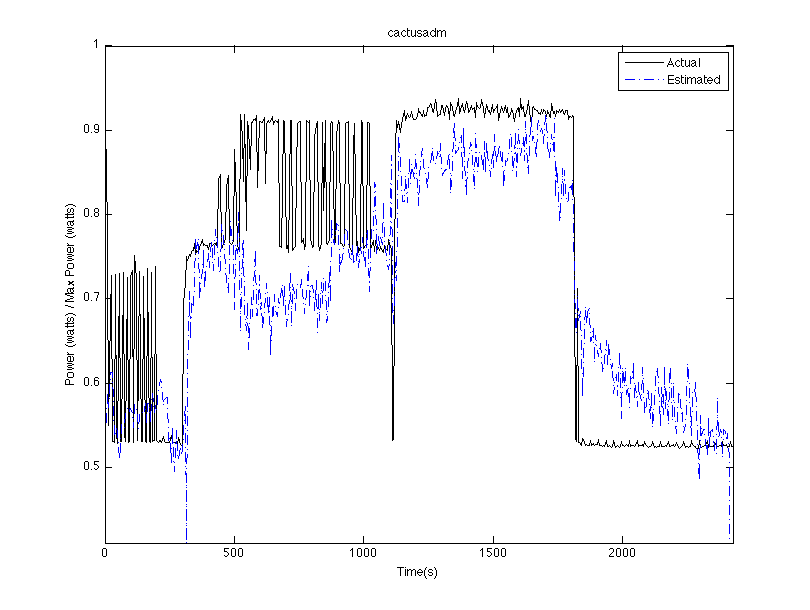 cactusadm
Actual
Estimated
1
0.9
0.8
0.7
0.6
0.5
Power (watts) / Max Power (watts)
0
500
1000
1500
2000
Time(s)